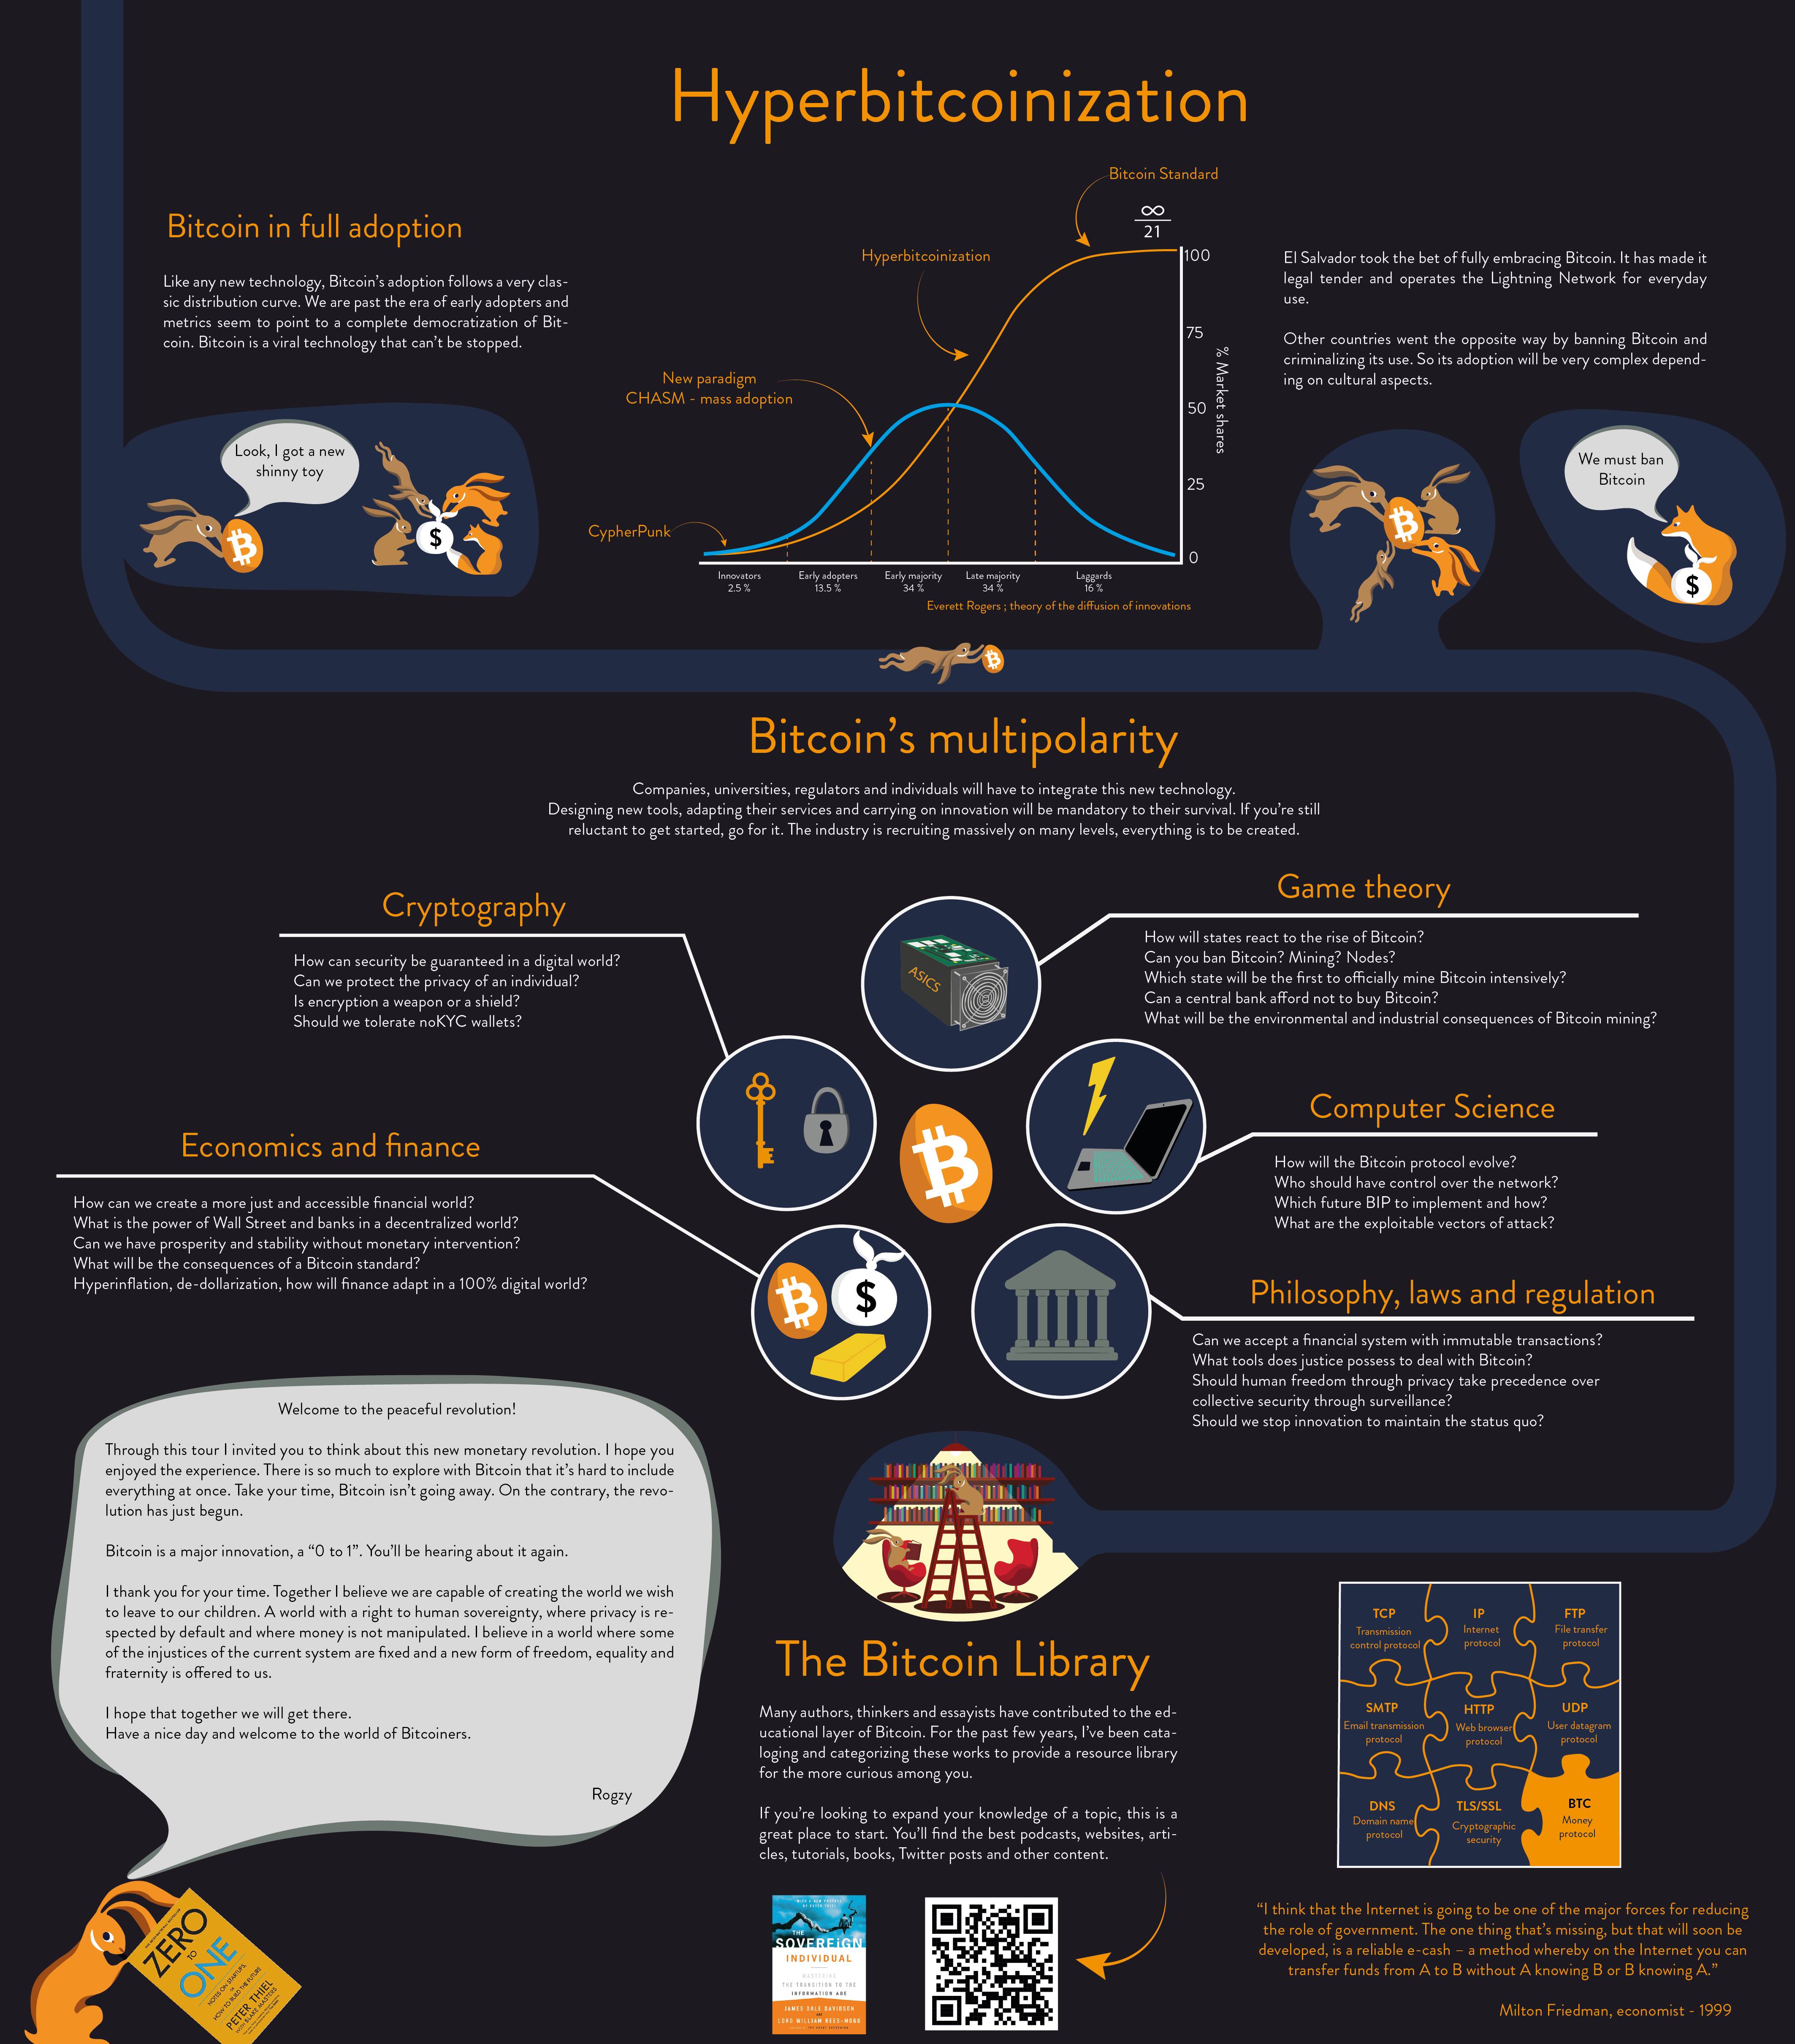 Hyperbitcoinization
Bitcoin in full adoption
Like any new technology, Bitcoin's adoption follows a very clas-
sic distribution curve. We are past the era of early adopters and
metrics seem to point to a complete democratization of Bit-
coin. Bitcoin is a viral technology that can't be stopped.
Look, I got a new
shinny toy
$
Bitcoin Standard
∞
21
Hyperbitcoinization
New paradigm
CHASM - mass adoption
CypherPunk
100
75
50
25
0
% Market shares
Innovators
2.5 %
Early adopters
13.5 %
Early majority
34 %
Late majority
34 %
Laggards
16 %
Everett Rogers ; theory of the diffusion of innovations
El Salvador took the bet of fully embracing Bitcoin. It has made it
legal tender and operates the Lightning Network for everyday
use.
Other countries went the opposite way by banning Bitcoin and
criminalizing its use. So its adoption will be very complex depend-
ing on cultural aspects.
We must ban
Bitcoin
$
Bitcoin's multipolarity
Companies, universities, regulators and individuals will have to integrate this new technology.
Designing new tools, adapting their services and carrying on innovation will be mandatory to their survival. If you're still
reluctant to get started, go for it. The industry is recruiting massively on many levels, everything is to be created.
Cryptography
How can security be guaranteed in a digital world?
Can we protect the privacy of an individual?
Is encryption a weapon or a shield?
Should we tolerate noKYC wallets?
ASICS
Game theory
How will states react to the rise of Bitcoin?
Can you ban Bitcoin? Mining? Nodes?
Which state will be the first to officially mine Bitcoin intensively?
Can a central bank afford not to buy Bitcoin?
What will be the environmental and industrial consequences of Bitcoin mining?
Computer Science
How will the Bitcoin protocol evolve?
Who should have control over the network?
Which future BIP to implement and how?
What are the exploitable vectors of attack?
Economics and finance
How can we create a more just and accessible financial world?
What is the power of Wall Street and banks in a decentralized world?
Can we have prosperity and stability without monetary intervention?
What will be the consequences of a Bitcoin standard?
Hyperinflation, de-dollarization, how will finance adapt in a 100% digital world?
$
Philosophy, laws and regulation
Can we accept a financial system with immutable transactions?
What tools does justice possess to deal with Bitcoin?
Should human freedom through privacy take precedence over
collective security through surveillance?
Should we stop innovation to maintain the status quo?
Welcome to the peaceful revolution!
Through this tour I invited you to think about this new monetary revolution. I hope you
enjoyed the experience. There is so much to explore with Bitcoin that it's hard to include
everything at once. Take your time, Bitcoin isn't going away. On the contrary, the revo-
lution has just begun.
Bitcoin is a major innovation, a "0 to 1". You'll be hearing about it again.
I thank you for your time. Together I believe we are capable of creating the world we wish
to leave to our children. A world with a right to human sovereignty, where privacy is re-
spected by default and where money is not manipulated. I believe in a world where some
of the injustices of the current system are fixed and a new form of freedom, equality and
fraternity is offered to us.
I hope that together we will get there.
Have a nice day and welcome to the world of Bitcoiners.
Rogzy
ZERO
TO
ONE
NOTES ON STARTUPS,
OR
HOW TO BUILD THE FUTURE
PETER THIEL
WITH BLAKE MASTERS
The Bitcoin Library
Many authors, thinkers and essayists have contributed to the ed-
ucational layer of Bitcoin. For the past few years, I've been cata-
loging and categorizing these works to provide a resource library
for the more curious among you.
If you're looking to expand your knowledge of a topic, this is a
great place to start. You'll find the best podcasts, websites, arti-
cles, tutorials, books, Twitter posts and other content.
THE
SOVEREIGN
INDIVIDUAL
MASTERING
THE TRANSITION TO THE
INFORMATION AGE
JAMES DALE DAVIDSON
AND
LORD WILLIAM REES-MOGG
TCP
Transmission
control protocol
IP
Internet
protocol
FTP
File transfer
protocol
SMTP
Email transmission
protocol
HTTP
Web browser
protocol
UDP
User datagram
protocol
DNS
Domain name
protocol
TLS/SSL
Cryptographic
security
BTC
Money
protocol
"I think that the Internet is going to be one of the major forces for reducing
the role of government. The one thing that's missing, but that will soon be
developed, is a reliable e-cash – a method whereby on the Internet you can
transfer funds from A to B without A knowing B or B knowing A."
Milton Friedman, economist - 1999